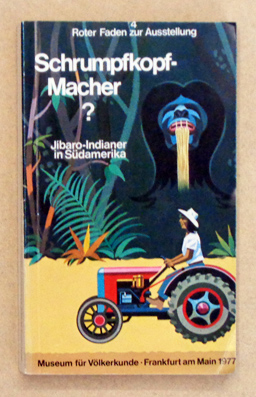 4
Roter Faden zur Ausstellung
Schrumpfkopf-
Macher
?
Jibaro-Indianer
in Südamerika
Museum für Völkerkunde · Frankfurt am Main 1977